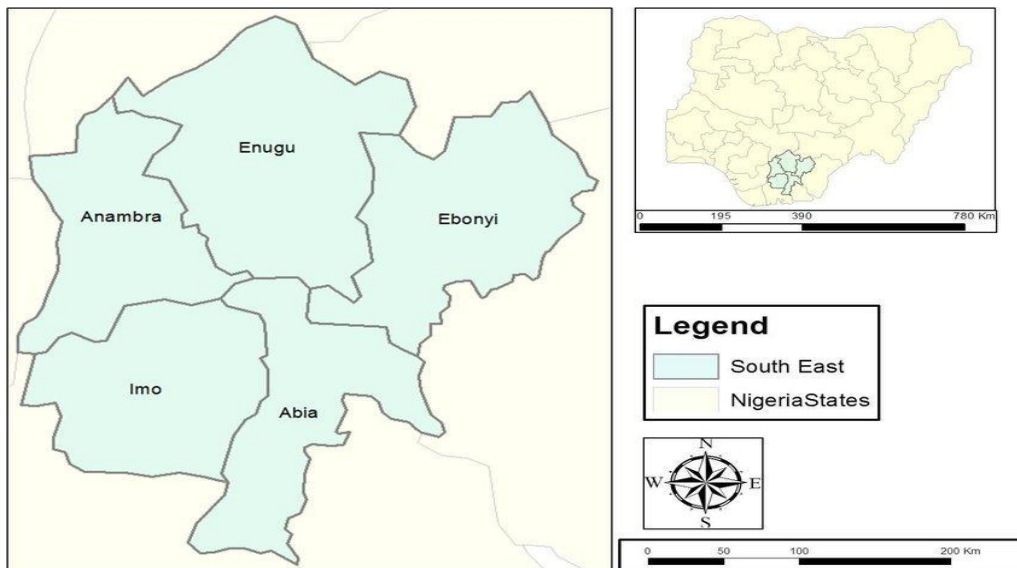 Enugu
Anambra
Ebonyi
Imo
Abia
0 195 390 780 Km
Legend
South East
NigeriaStates
N
W E
S
0 50 100 200 Km